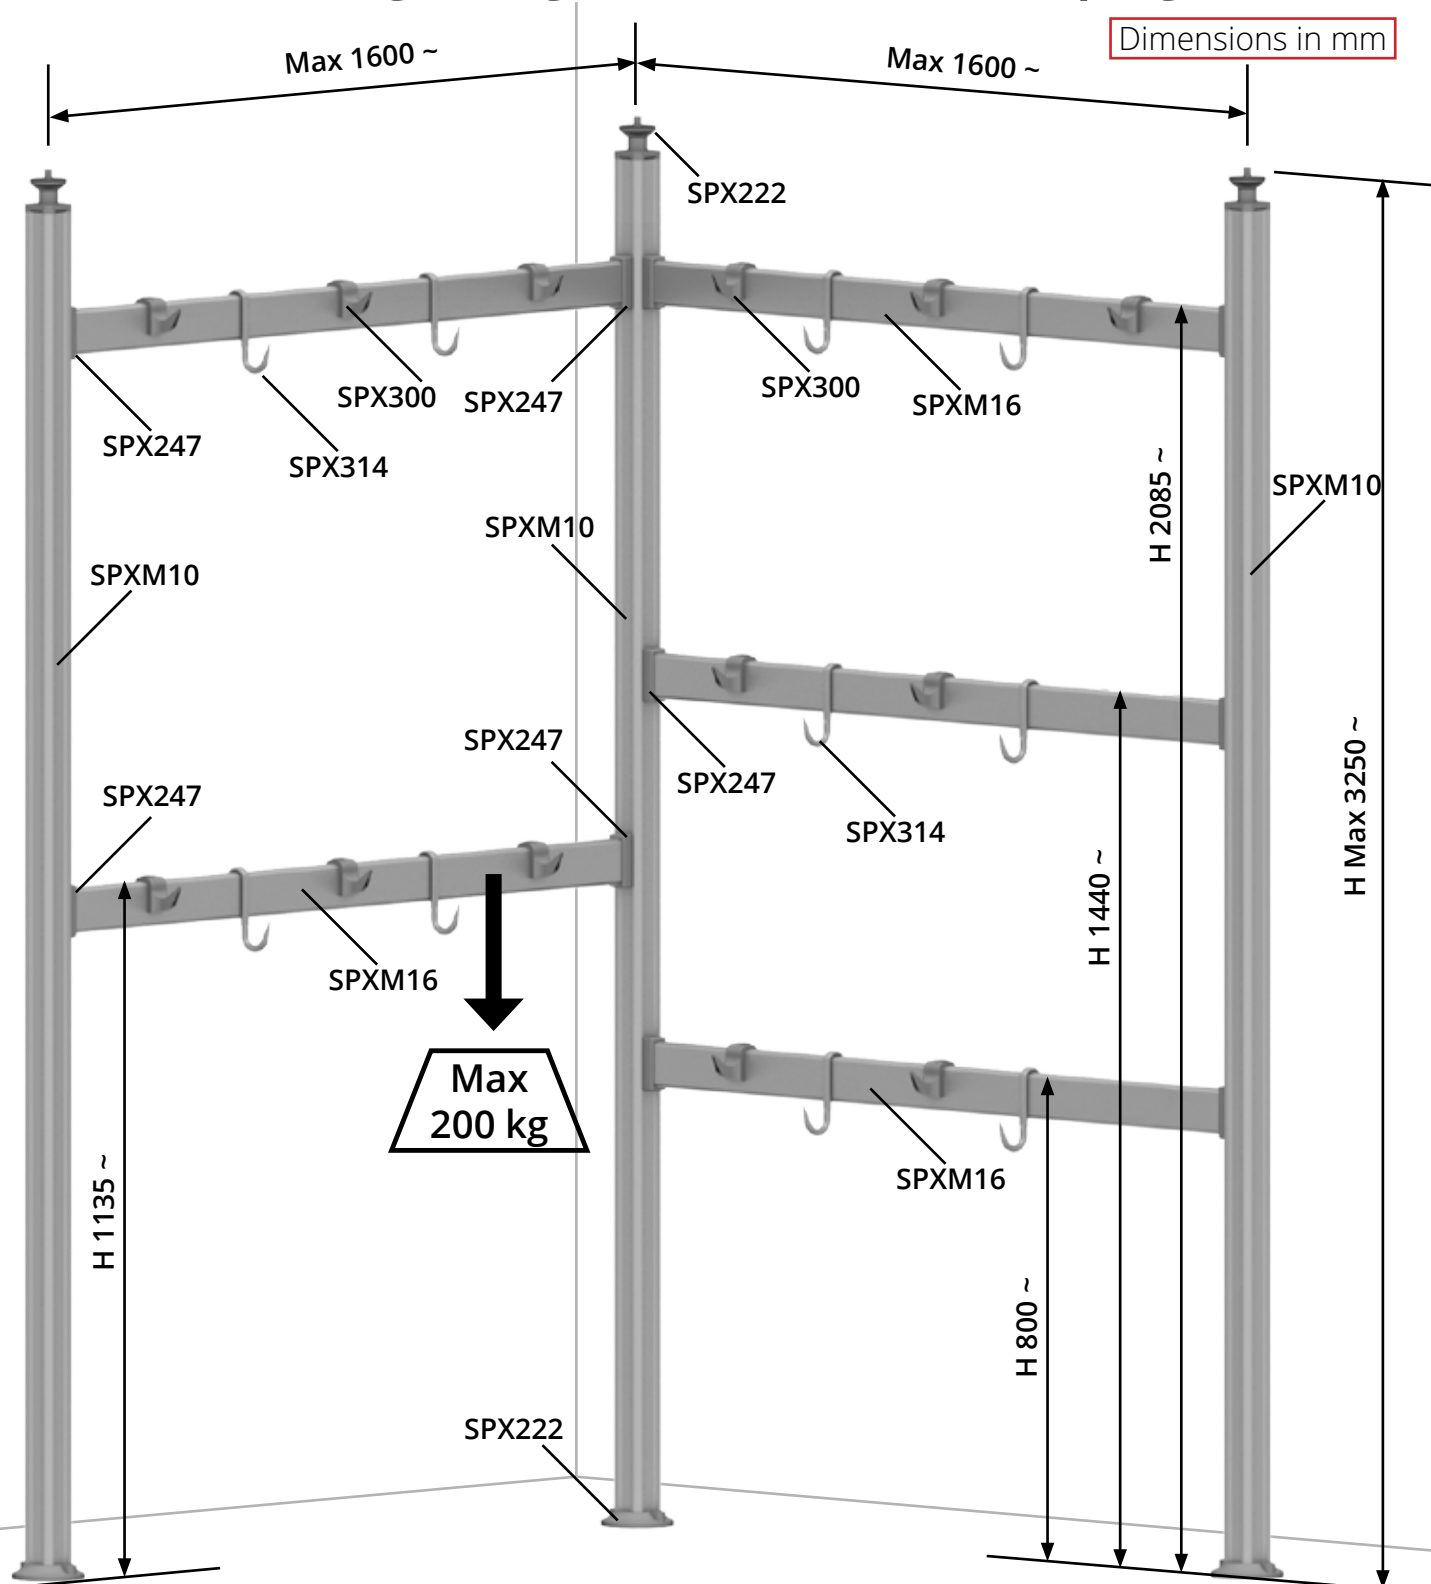 Dimensions in mm
Max 1600 ~
Max 1600 ~
SPX222
SPX300
SPX247
SPX300
SPXM16
SPX247
SPX314
H 2085 ~
SPXM10
SPXM10
SPXM10
SPX247
SPX247
SPX247
SPX314
H Max 3250 ~
H 1440 ~
SPXM16
Max
200 kg
SPXM16
H 1135 ~
H 800 ~
SPX222